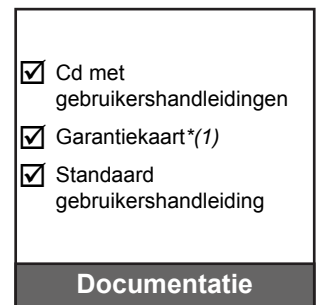 ☑ Cd met
gebruikershandleidingen
☑ Garantiekaart*(1)
☑ Standaard
gebruikershandleiding
Documentatie